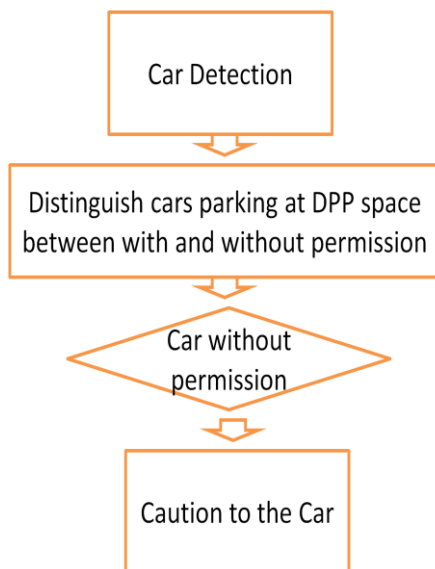 Car Detection
Distinguish cars parking at DPP space
between with and without permission
Car without
permission
Caution to the Car